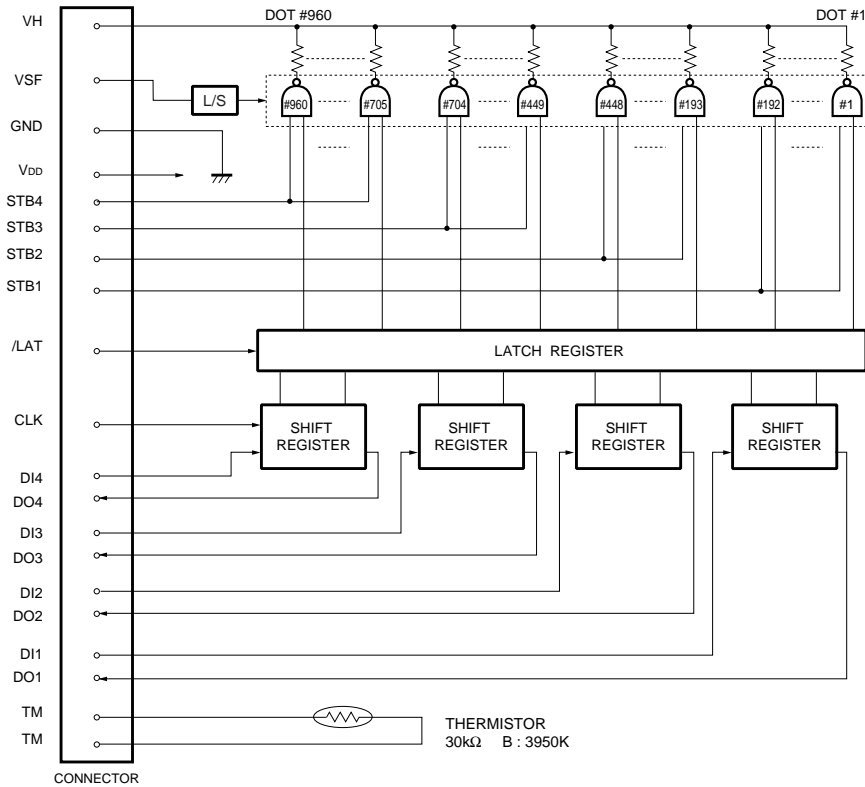 VH
DOT #960
DOT #1
VSF
L/S
#960
#705
#704
#449
#448
#193
#192
#1
GND
VDD
STB4
STB3
STB2
STB1
/LAT
LATCH REGISTER
CLK
SHIFT
REGISTER
SHIFT
REGISTER
SHIFT
REGISTER
SHIFT
REGISTER
DI4
DO4
DI3
DO3
DI2
DO2
DI1
DO1
TM
TM
THERMISTOR
30kΩ B : 3950K
CONNECTOR